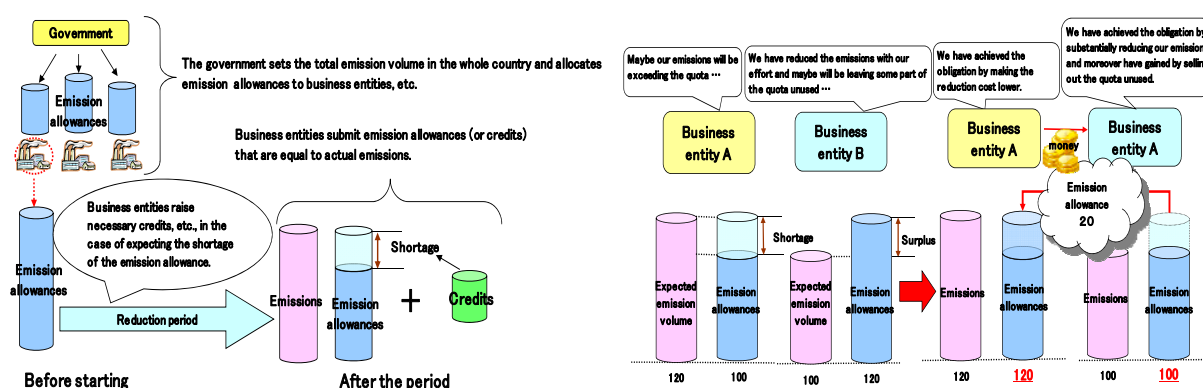 Government
Emission
allowances
The government sets the total emission volume in the whole country and allocates
emission allowances to business entities, etc.
Business entities submit emission allowances (or credits)
that are equal to actual emissions.
Business entities raise
necessary credits, etc., in the
case of expecting the shortage
of the emission allowance.
Emission
allowances
Reduction period
Emissions
Emission
allowances
Shortage
+
Credits
Before starting
After the period
Maybe our emissions will be
exceeding the quota ⋯
We have reduced the emissions with our
effort and maybe will be leaving some part
of the quota unused ⋯
We have achieved the
obligation by making the
reduction cost lower.
We have achieved the obligation by
substantially reducing our emission
and moreover have gained by sellin
out the quota unused.
Business
entity A
Business
entity B
Business
entity A
money
Business
entity A
Emission
allowance
20
Shortage
Surplus
Expected
emission
volume
Emission
allowances
Expected
emission
volume
Emission
allowances
Emissions
Emission
allowances
Emissions
Emission
allowances
120
100
100
120
120
120
100
100